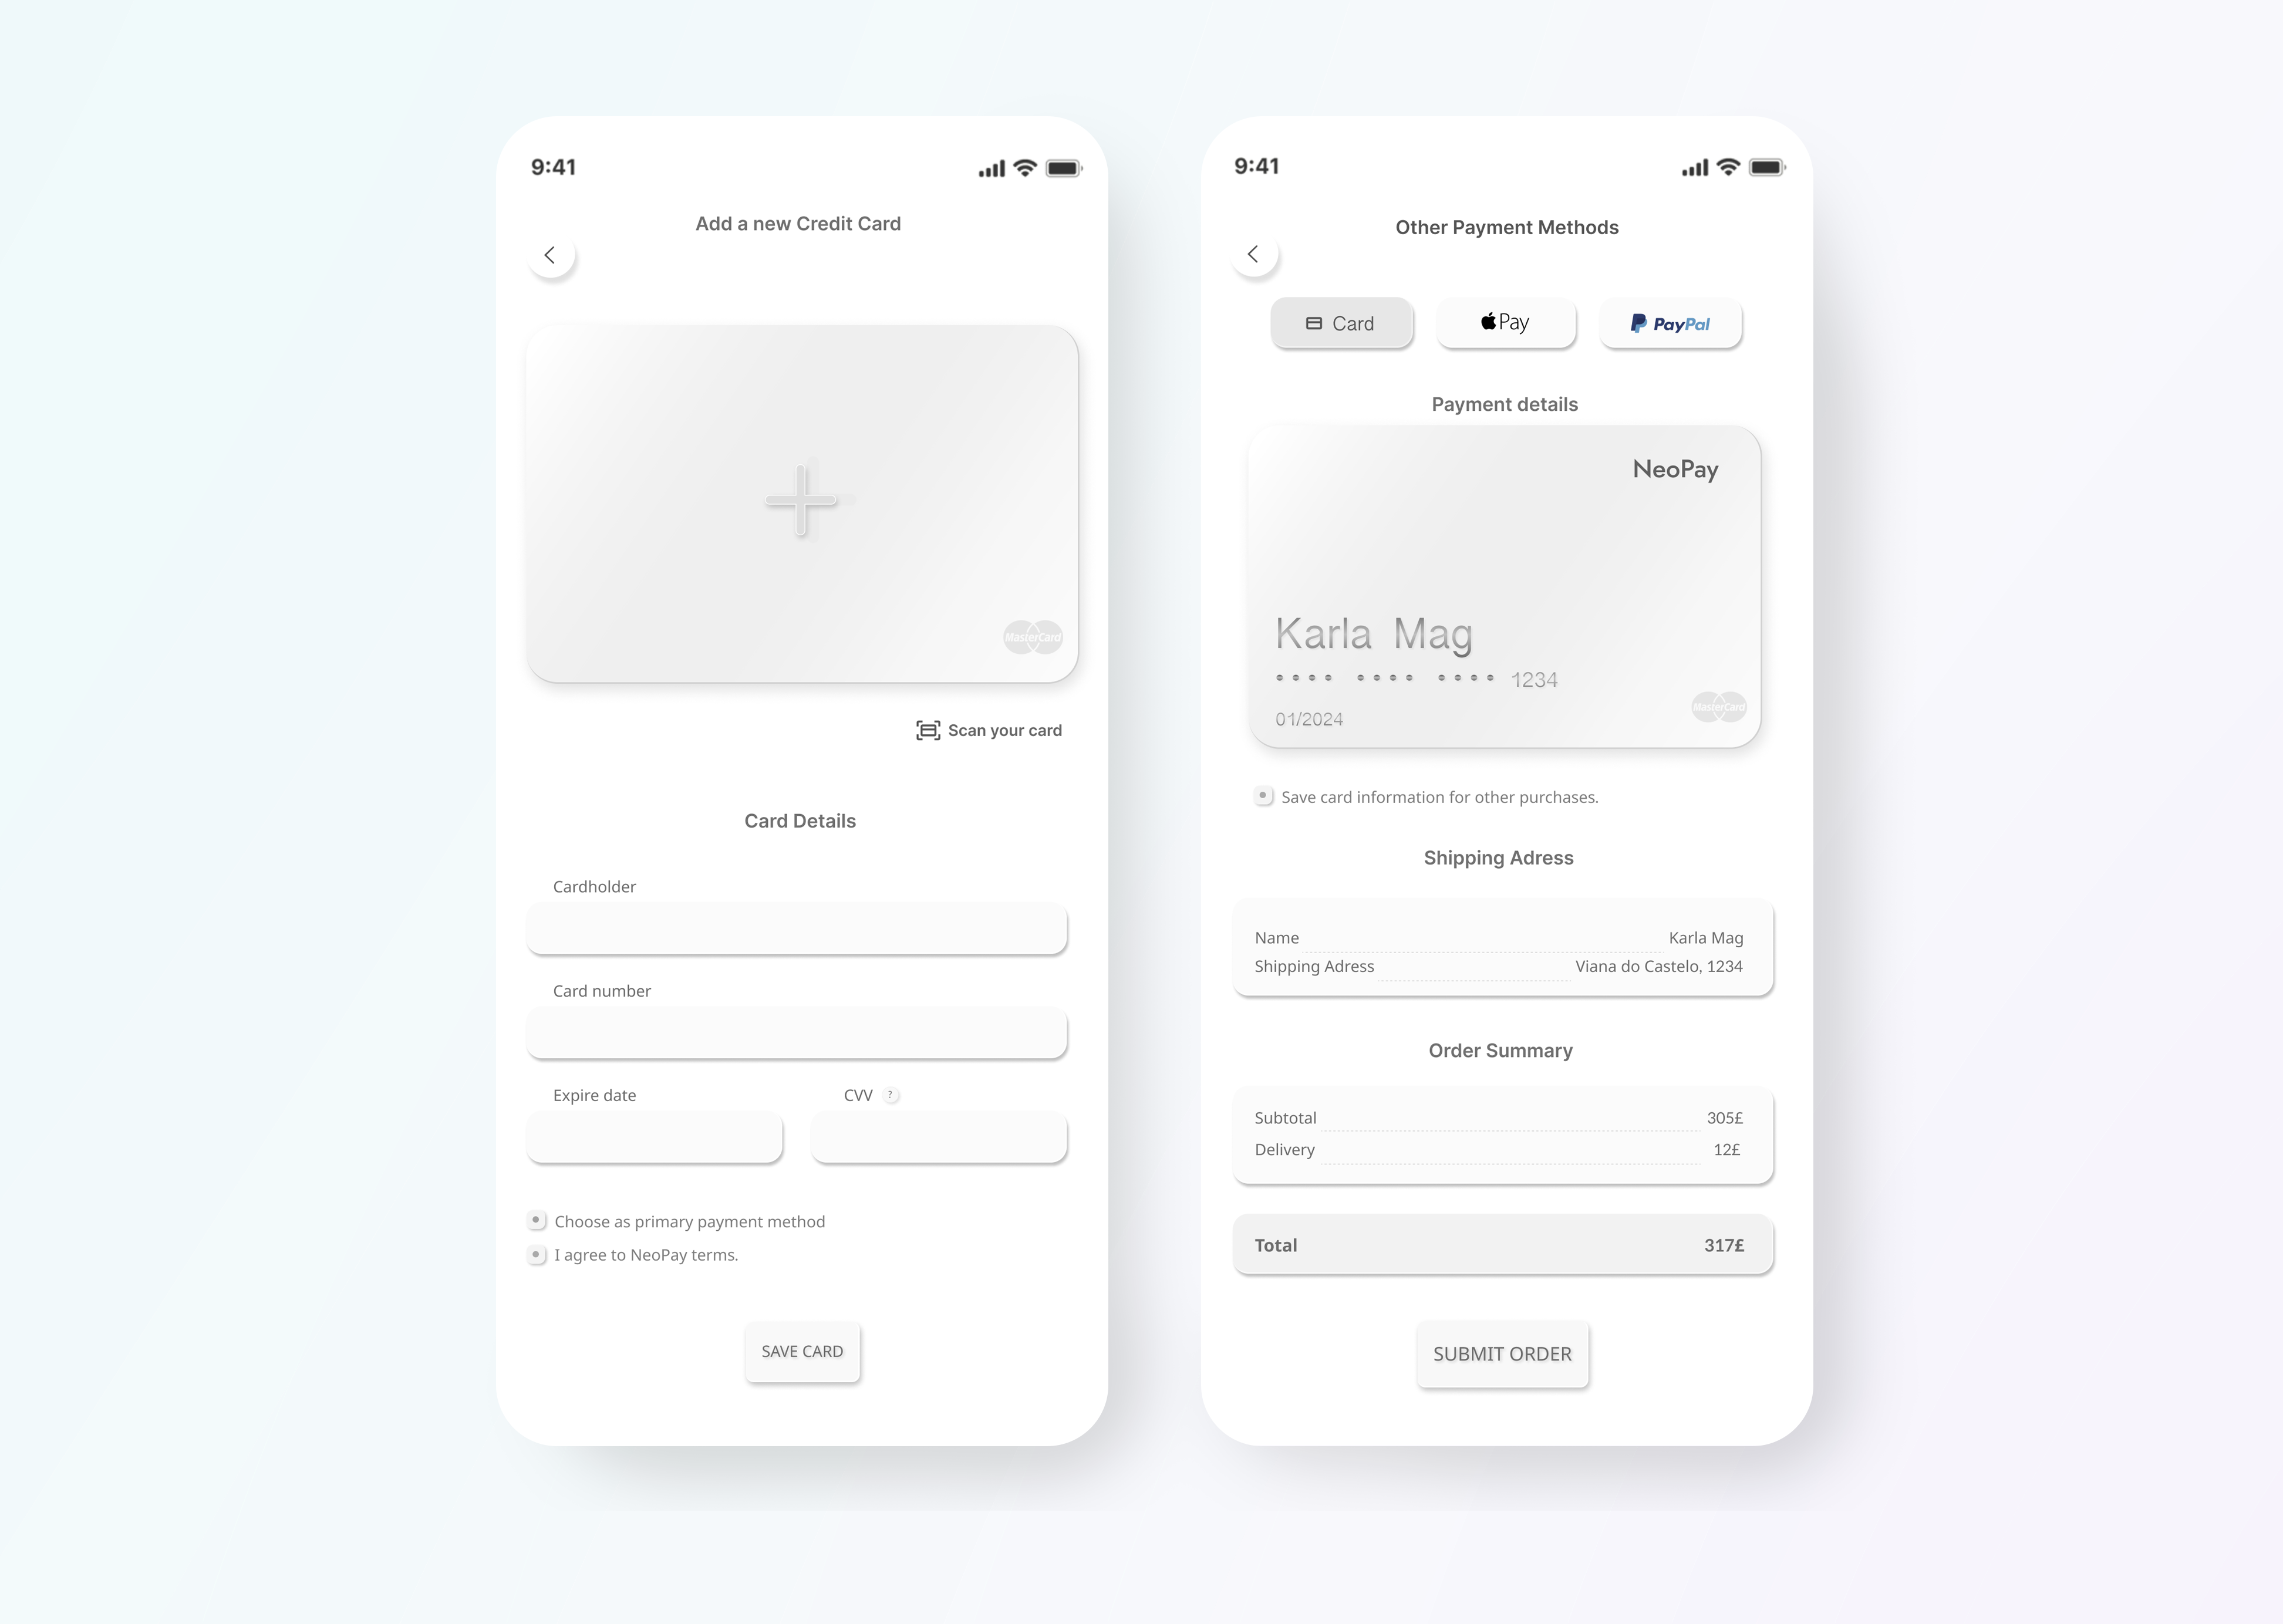 9:41
Add a new Credit Card
MasterCard
Scan your card
Card Details
Cardholder
Card number
Expire date
CVV ?
Choose as primary payment method
I agree to NeoPay terms.
SAVE CARD
9:41
Other Payment Methods
Card
Pay
PayPal
Payment details
NeoPay
Karla Mag
•••• •••• •••• 1234
01/2024
MasterCard
Save card information for other purchases.
Shipping Adress
Name Karla Mag
Shipping Adress Viana do Castelo, 1234
Order Summary
Subtotal 305£
Delivery 12£
Total 317£
SUBMIT ORDER